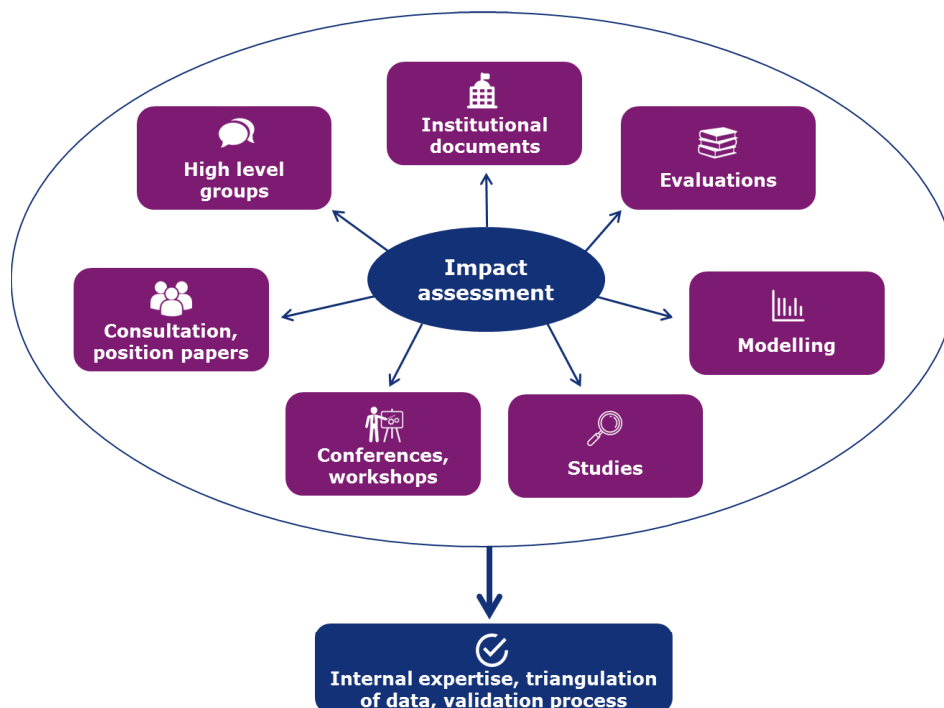 Institutional
documents
High level
groups
Evaluations
Impact
assessment
Consultation,
position papers
Modelling
Conferences,
workshops
Studies
Internal expertise, triangulation
of data, validation process